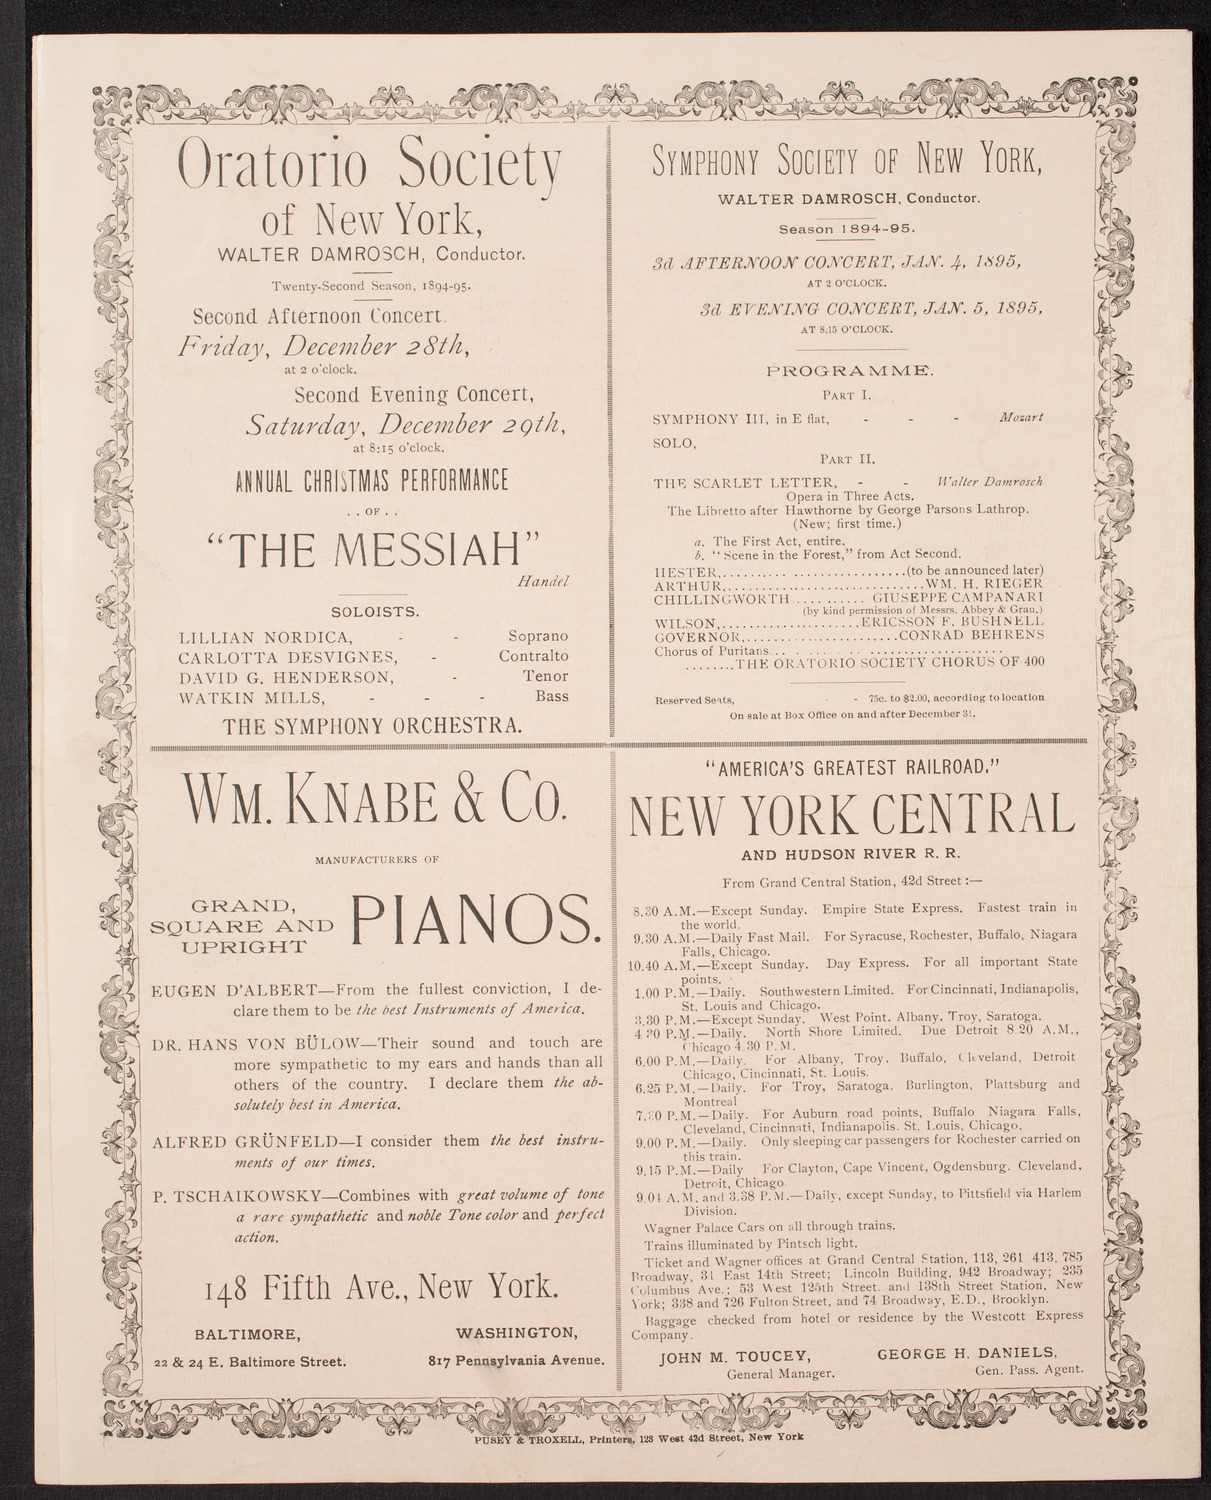 Oratorio Society
of New York,
WALTER DAMROSCH, Conductor.
Twenty-Second Season, 1894-95.
Second Afternoon Concert.
Friday, December 28th,
at 2 o'clock.
Second Evening Concert,
Saturday, December 29th,
at 8:15 o'clock.
ANNUAL CHRISTMAS PERFORMANCE
. . OF . .
"THE MESSIAH"
Handel
SOLOISTS.
LILLIAN NORDICA, - - Soprano
CARLOTTA DESVIGNES, - Contralto
DAVID G. HENDERSON, - Tenor
WATKIN MILLS, - - - Bass
THE SYMPHONY ORCHESTRA.
SYMPHONY SOCIETY OF NEW YORK,
WALTER DAMROSCH, Conductor.
Season 1894-95.
3d AFTERNOON CONCERT, JAN. 4, 1895,
AT 2 O'CLOCK.
3d EVENING CONCERT, JAN. 5, 1895,
AT 8:15 O'CLOCK.
PROGRAMME.
PART I.
SYMPHONY III, in E flat, - - - Mozart
SOLO,
PART II.
THE SCARLET LETTER, - - Walter Damrosch
Opera in Three Acts.
The Libretto after Hawthorne by George Parsons Lathrop.
(New; first time.)
a. The First Act, entire.
b. "Scene in the Forest," from Act Second.
HESTER,.......... ................(to be announced later)
ARTHUR,............................WM. H. RIEGER
CHILLINGWORTH.......... GIUSEPPE CAMPANARI
(by kind permission of Messrs. Abbey & Grau.)
WILSON,.....................ERICSSON F. BUSHNELL
GOVERNOR,.......................CONRAD BEHRENS
Chorus of Puritans... . ....... .. ....................
........THE ORATORIO SOCIETY CHORUS OF 400
Reserved Seats, - 75c. to $2.00, according to location
On sale at Box Office on and after December 31.
WM. KNABE & CO.
MANUFACTURERS OF
GRAND,
SQUARE AND
UPRIGHT
PIANOS.
EUGEN D'ALBERT—From the fullest conviction, I de-
clare them to be the best Instruments of America.
DR. HANS VON BÜLOW—Their sound and touch are
more sympathetic to my ears and hands than all
others of the country. I declare them the ab-
solutely best in America.
ALFRED GRÜNFELD—I consider them the best instru-
ments of our times.
P. TSCHAIKOWSKY—Combines with great volume of tone
a rare sympathetic and noble Tone color and perfect
action.
148 Fifth Ave., New York.
BALTIMORE,
22 & 24 E. Baltimore Street.
WASHINGTON,
817 Pennsylvania Avenue.
"AMERICA'S GREATEST RAILROAD."
NEW YORK CENTRAL
AND HUDSON RIVER R. R.
From Grand Central Station, 42d Street :—
8.30 A.M.—Except Sunday. Empire State Express. Fastest train in
the world.
9.30 A.M.—Daily Fast Mail. For Syracuse, Rochester, Buffalo, Niagara
Falls, Chicago.
10.40 A.M.—Except Sunday. Day Express. For all important State
points.
1.00 P.M.—Daily. Southwestern Limited. For Cincinnati, Indianapolis,
St. Louis and Chicago.
3.30 P.M.—Except Sunday. West Point. Albany. Troy, Saratoga.
4 30 P.M.—Daily. North Shore Limited. Due Detroit 8 20 A.M.,
Chicago 4.30 P.M.
6.00 P.M.—Daily. For Albany, Troy. Buffalo, Cleveland, Detroit
Chicago, Cincinnati, St. Louis.
6.25 P.M.—Daily. For Troy, Saratoga, Burlington, Plattsburg and
Montreal
7.30 P.M.—Daily. For Auburn road points, Buffalo Niagara Falls,
Cleveland, Cincinnati, Indianapolis. St. Louis, Chicago.
9.00 P.M.—Daily. Only sleeping car passengers for Rochester carried on
this train.
9.15 P.M.—Daily For Clayton, Cape Vincent, Ogdensburg, Cleveland,
Detroit, Chicago.
9.01 A.M. and 3.38 P.M.—Daily, except Sunday, to Pittsfield via Harlem
Division.
Wagner Palace Cars on all through trains.
Trains illuminated by Pintsch light.
Ticket and Wagner offices at Grand Central Station, 113, 261. 413, 785
Broadway, 31 East 14th Street; Lincoln Building, 942 Broadway; 235
Columbus Ave.; 53 West 125th Street. and 138th Street Station, New
York; 338 and 726 Fulton Street, and 74 Broadway, E.D., Brooklyn.
Baggage checked from hotel or residence by the Westcott Express
Company.
JOHN M. TOUCEY,
General Manager.
GEORGE H. DANIELS,
Gen. Pass. Agent.
PUSEY & TROXELL, Printers, 123 West 42d Street, New York